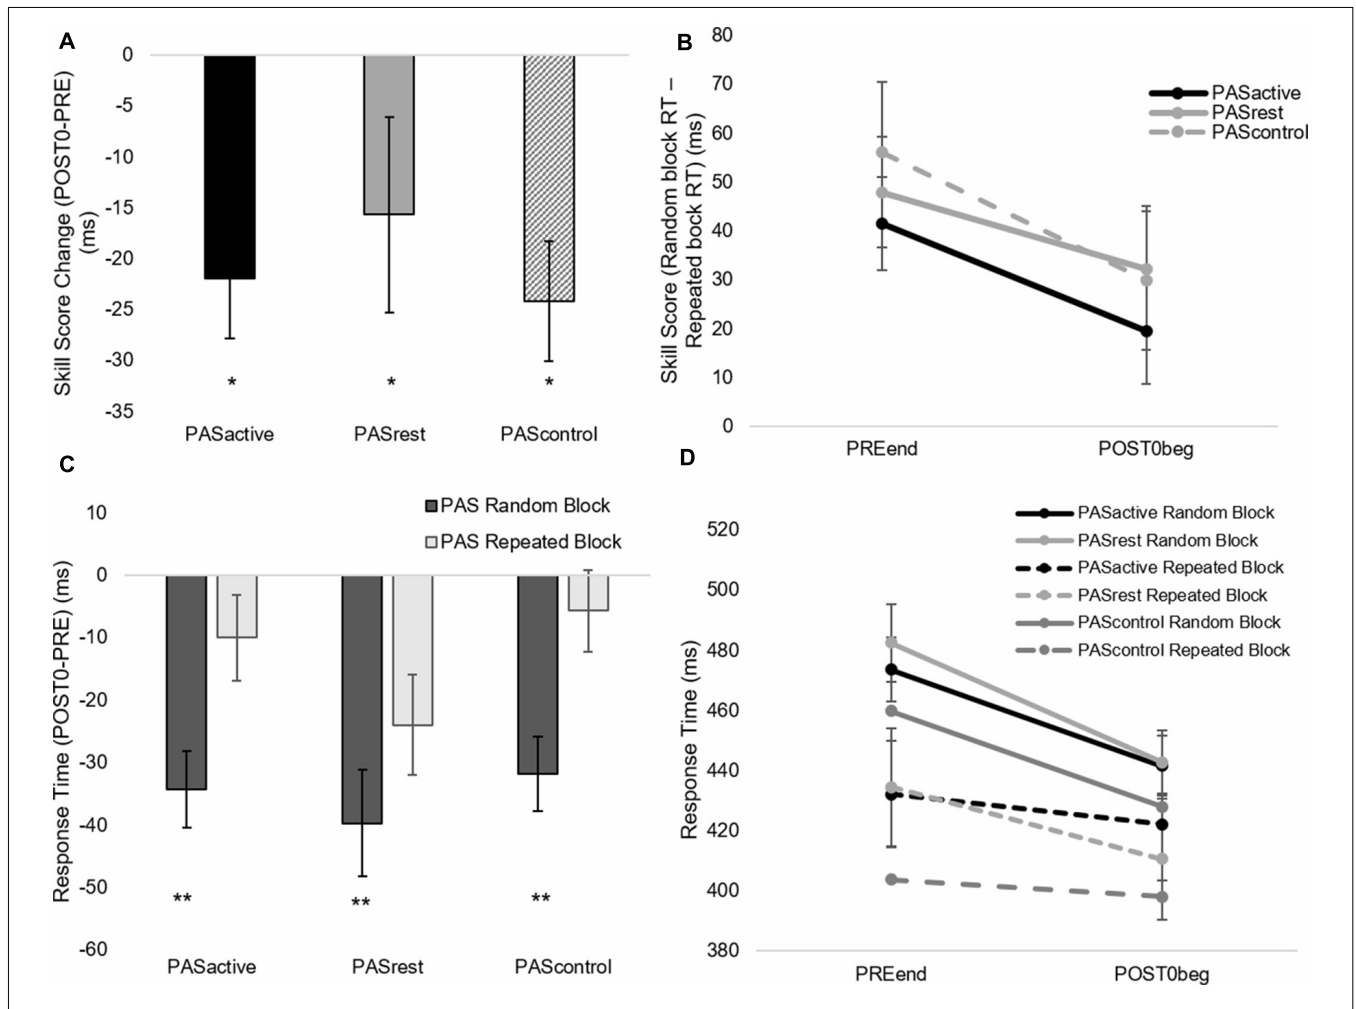 A
Skill Score Change (POST0-PRE)
(ms)
0
-5
-10
-15
-20
-25
-30
-35
*
*
*
PASactive
PASrest
PAScontrol
B
Skill Score (Random block RT –
Repeated bock RT) (ms)
80
70
60
50
40
30
20
10
0
PASactive
PASrest
PAScontrol
PREend
POST0beg
C
Response Time (POST0-PRE) (ms)
10
0
-10
-20
-30
-40
-50
-60
PAS Random Block
PAS Repeated Block
**
**
**
PASactive
PASrest
PAScontrol
D
Response Time (ms)
520
500
480
460
440
420
400
380
PASactive Random Block
PASrest Random Block
PASactive Repeated Block
PASrest Repeated Block
PAScontrol Random Block
PAScontrol Repeated Block
PREend
POST0beg